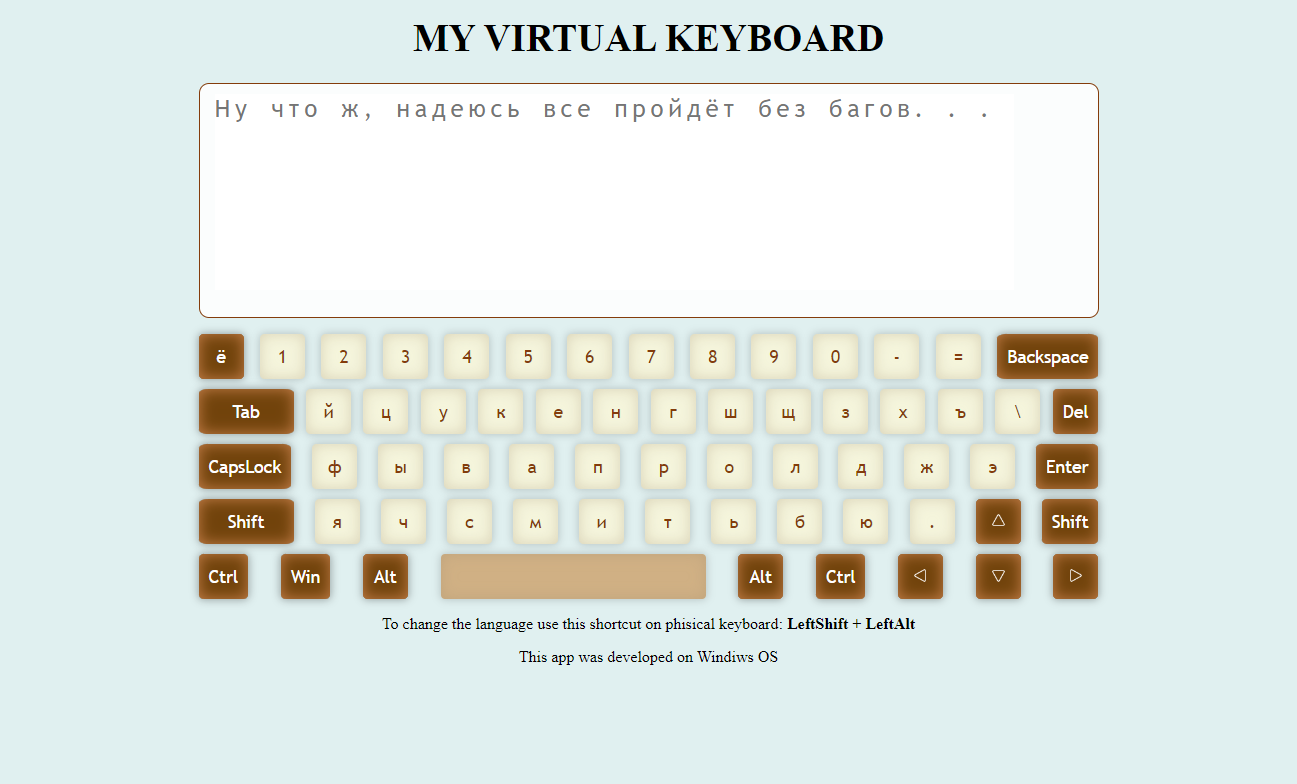 MY VIRTUAL KEYBOARD
Ну что ж, надеюсь все пройдёт без багов. . .
ё 1 2 3 4 5 6 7 8 9 0 - = Backspace
Tab й ц у к е н г ш щ з х ъ \ Del
CapsLock ф ы в а п р о л д ж э Enter
Shift я ч с м и т ь б ю . △ Shift
Ctrl Win Alt Alt Ctrl ◁ ▽ ▷
To change the language use this shortcut on phisical keyboard: LeftShift + LeftAlt
This app was developed on Windiws OS